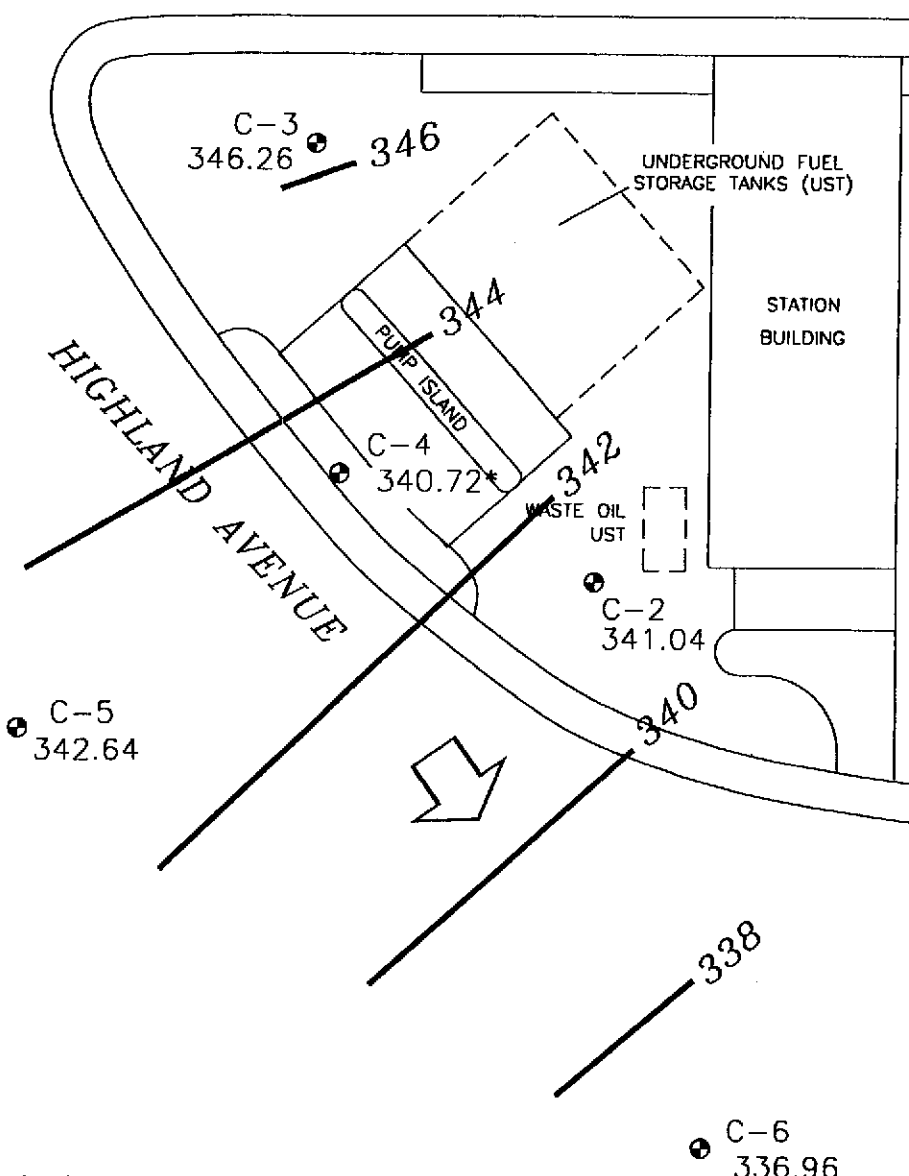 C-3
346.26
346
UNDERGROUND FUEL
STORAGE TANKS (UST)
STATION
BUILDING
344
PUMP ISLAND
HIGHLAND AVENUE
C-4
340.72*
342
WASTE OIL
UST
C-2
341.04
340
C-5
342.64
338
C-6
336.96